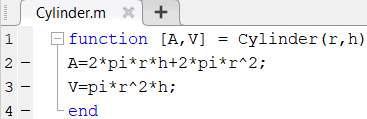 Cylinder.m × +
1 function [A,V] = Cylinder(r,h)
2 – A=2*pi*r*h+2*pi*r^2;
3 – V=pi*r^2*h;
4 – end